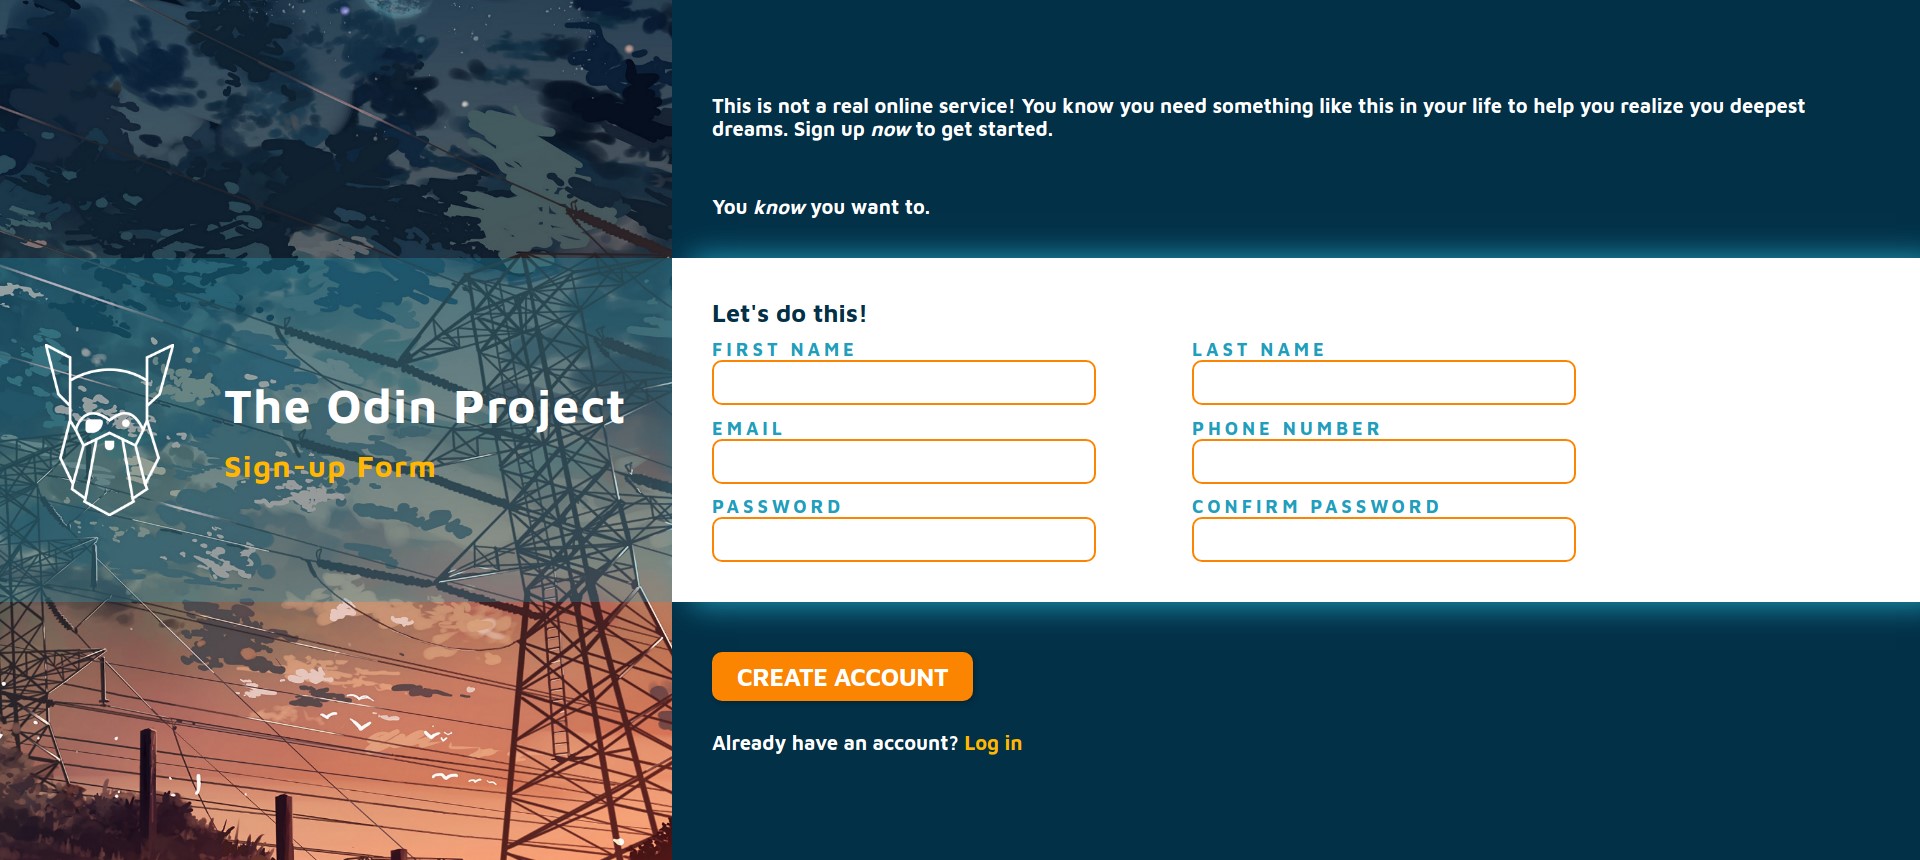 This is not a real online service! You know you need something like this in your life to help you realize you deepest
dreams. Sign up now to get started.
You know you want to.
The Odin Project
Sign-up Form
Let's do this!
FIRST NAME
LAST NAME
EMAIL
PHONE NUMBER
PASSWORD
CONFIRM PASSWORD
CREATE ACCOUNT
Already have an account? Log in